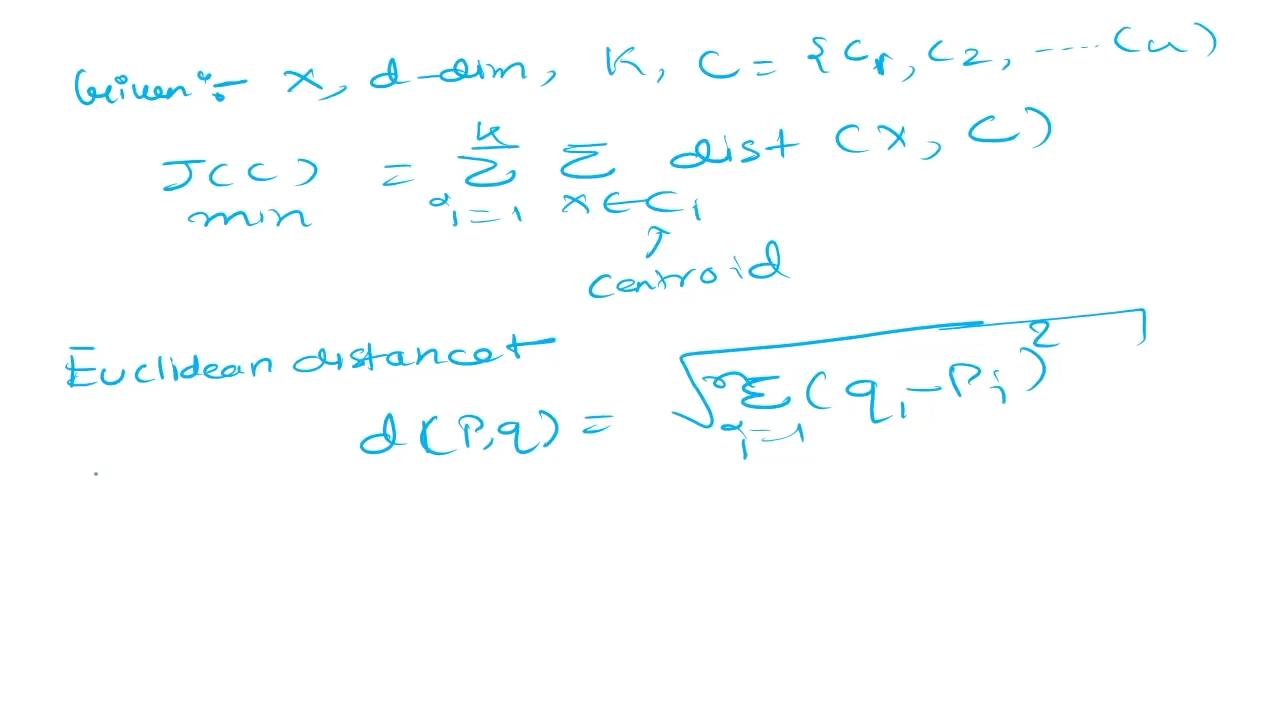 Given:- X, d-dim, K, C = {C1, C2, .... Ck)
J(C) = K Σ i=1 Σ x∈Ci dist (x, C)
min
↑
centroid
Euclidean distance:-
d(P,q) = √ n Σ i=1 (qi-Pi)²